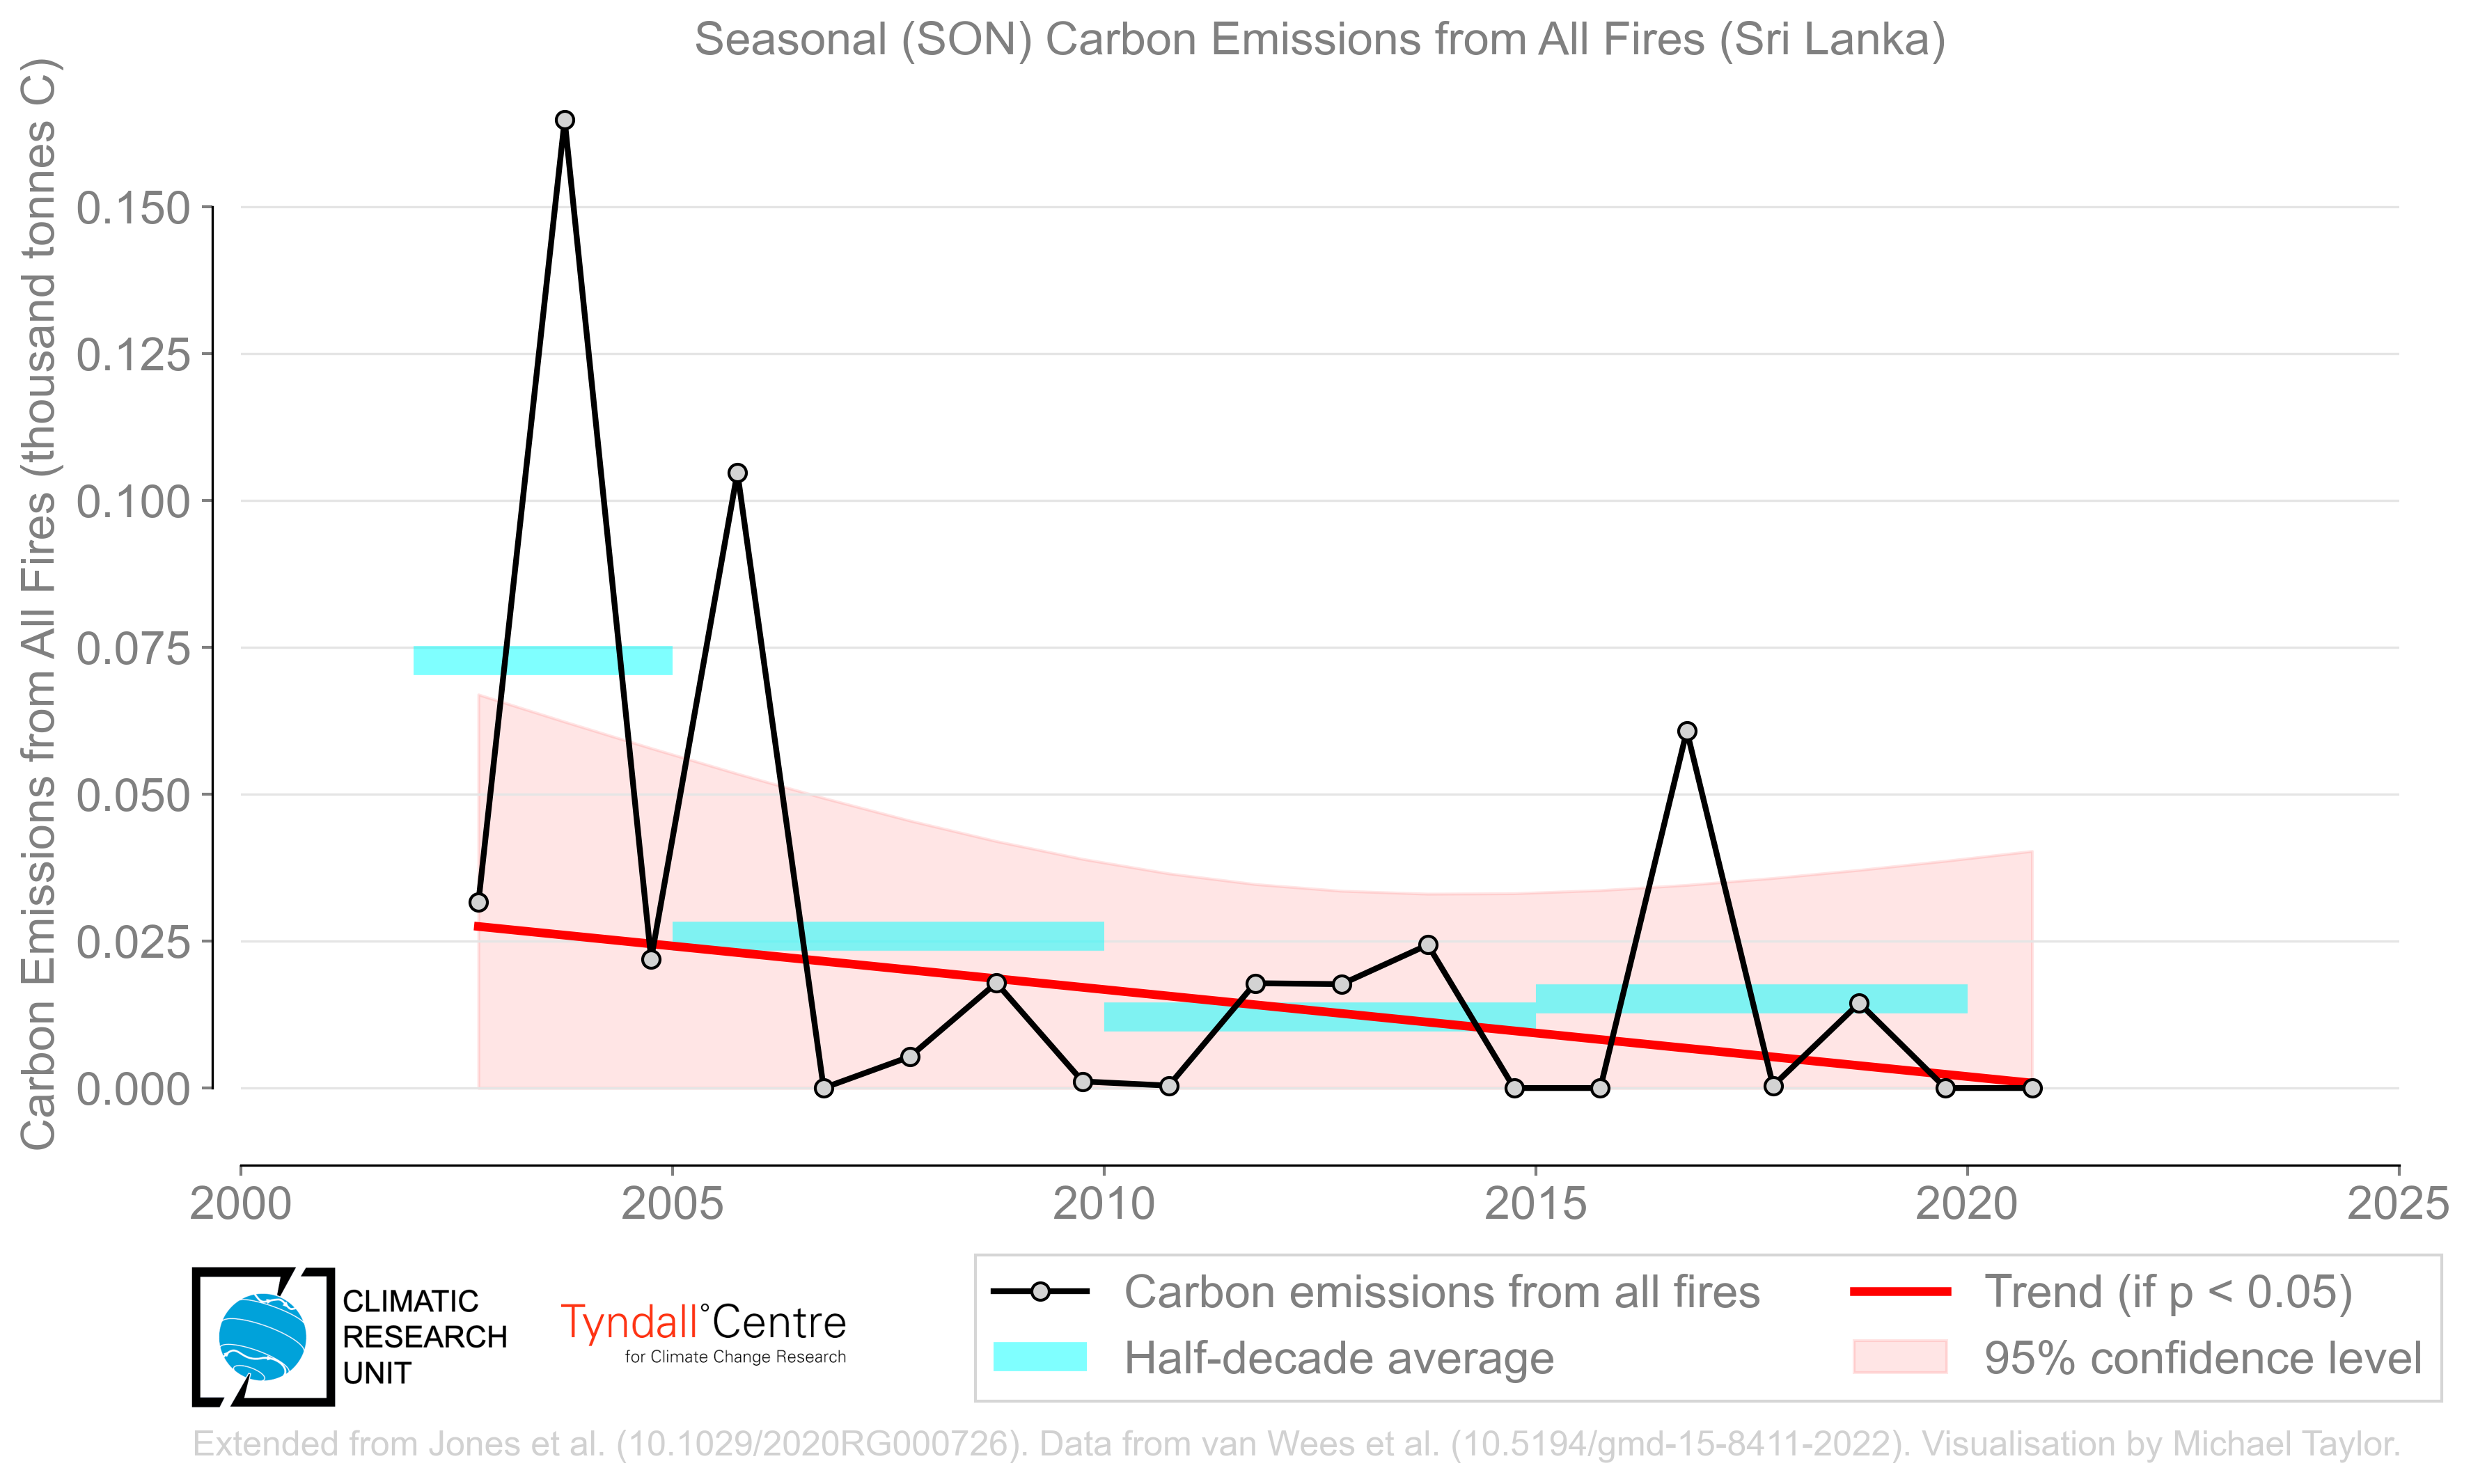 Seasonal (SON) Carbon Emissions from All Fires (Sri Lanka)
Carbon Emissions from All Fires (thousand tonnes C)
0.150
0.125
0.100
0.075
0.050
0.025
0.000
2000 2005 2010 2015 2020 2025
CLIMATIC
RESEARCH
UNIT
Tyndall°Centre
for Climate Change Research
Carbon emissions from all fires
Half-decade average
Trend (if p < 0.05)
95% confidence level
Extended from Jones et al. (10.1029/2020RG000726). Data from van Wees et al. (10.5194/gmd-15-8411-2022). Visualisation by Michael Taylor.